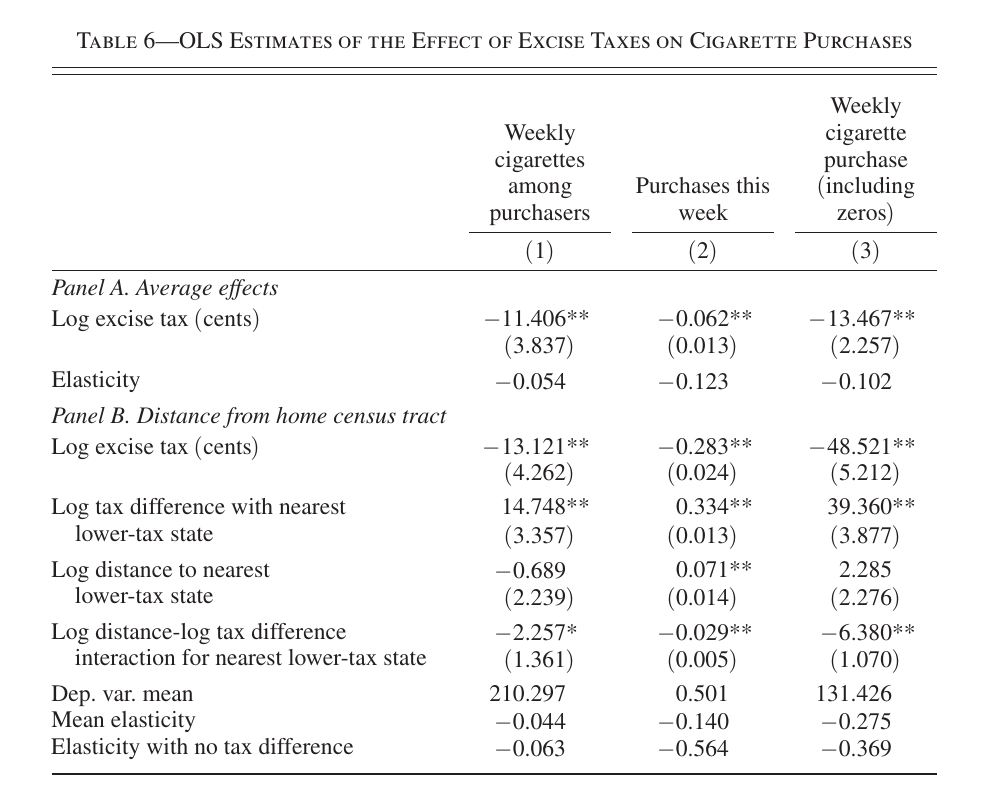 TABLE 6—OLS ESTIMATES OF THE EFFECT OF EXCISE TAXES ON CIGARETTE PURCHASES
Weekly
cigarettes
among
purchasers
Purchases this
week
Weekly
cigarette
purchase
(including
zeros)
(1) (2) (3)
Panel A. Average effects
Log excise tax (cents) −11.406** −0.062** −13.467**
(3.837) (0.013) (2.257)
Elasticity −0.054 −0.123 −0.102
Panel B. Distance from home census tract
Log excise tax (cents) −13.121** −0.283** −48.521**
(4.262) (0.024) (5.212)
Log tax difference with nearest 14.748** 0.334** 39.360**
lower-tax state (3.357) (0.013) (3.877)
Log distance to nearest −0.689 0.071** 2.285
lower-tax state (2.239) (0.014) (2.276)
Log distance-log tax difference −2.257* −0.029** −6.380**
interaction for nearest lower-tax state (1.361) (0.005) (1.070)
Dep. var. mean 210.297 0.501 131.426
Mean elasticity −0.044 −0.140 −0.275
Elasticity with no tax difference −0.063 −0.564 −0.369